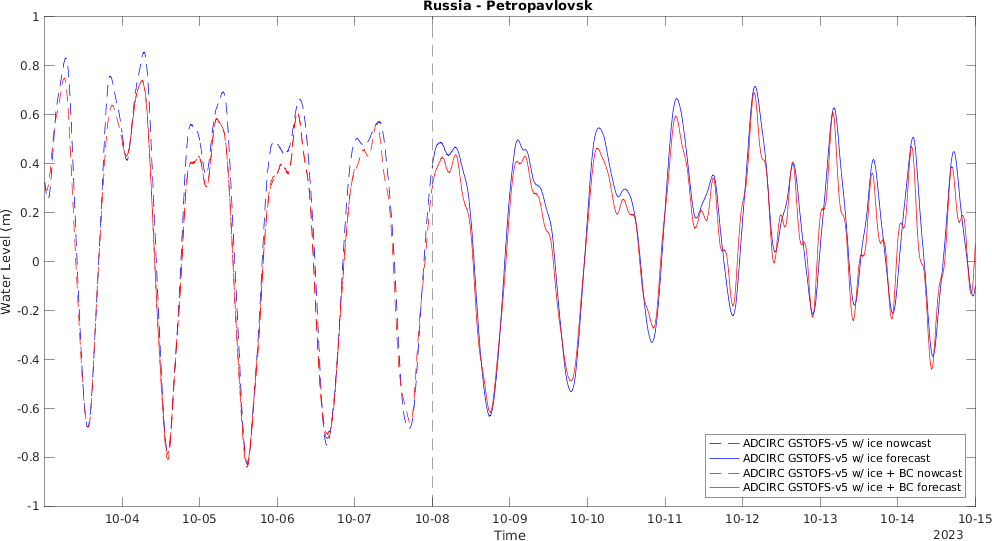 Russia - Petropavlovsk
1
0.8
0.6
0.4
0.2
0
-0.2
-0.4
-0.6
-0.8
-1
Water Level (m)
ADCIRC GSTOFS-v5 w/ ice nowcast
ADCIRC GSTOFS-v5 w/ ice forecast
ADCIRC GSTOFS-v5 w/ ice + BC nowcast
ADCIRC GSTOFS-v5 w/ ice + BC forecast
10-04 10-05 10-06 10-07 10-08 10-09 10-10 10-11 10-12 10-13 10-14 10-15
Time
2023